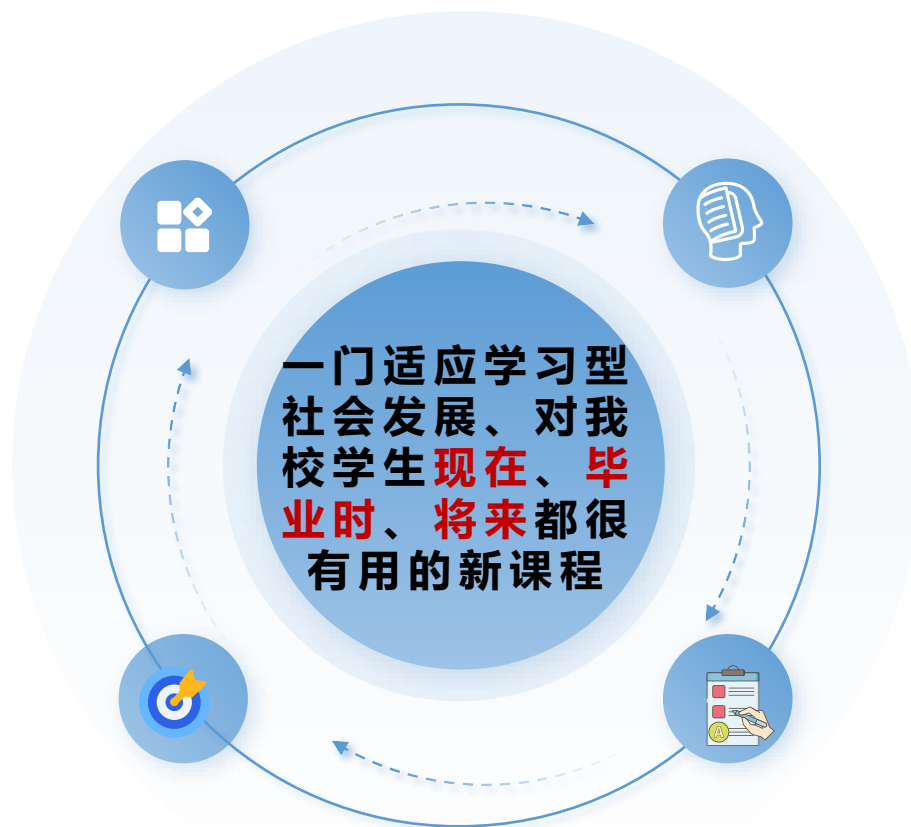 一门适应学习型
社会发展、对我
校学生现在、毕
业时、将来都很
有用的新课程
A